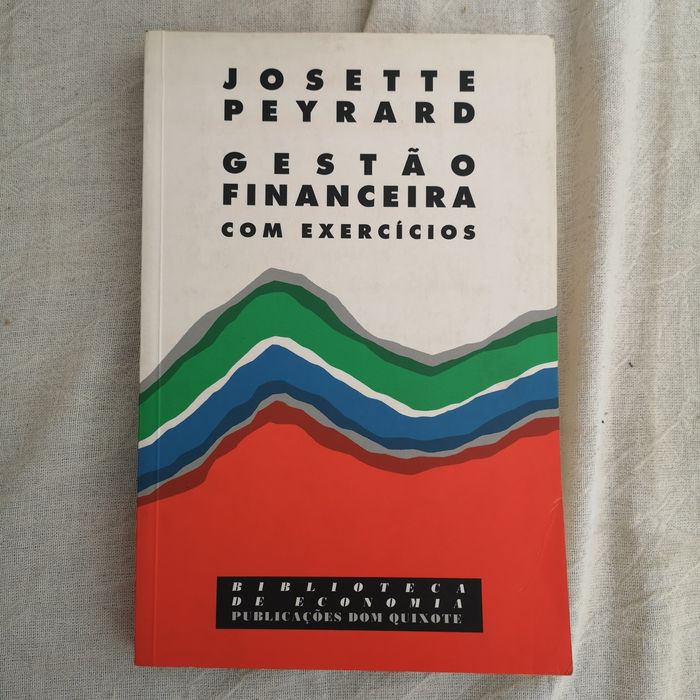 JOSETTE
PEYRARD
GESTÃO
FINANCEIRA
COM EXERCÍCIOS
BIBLIOTECA
DE ECONOMIA
PUBLICAÇÕES DOM QUIXOTE